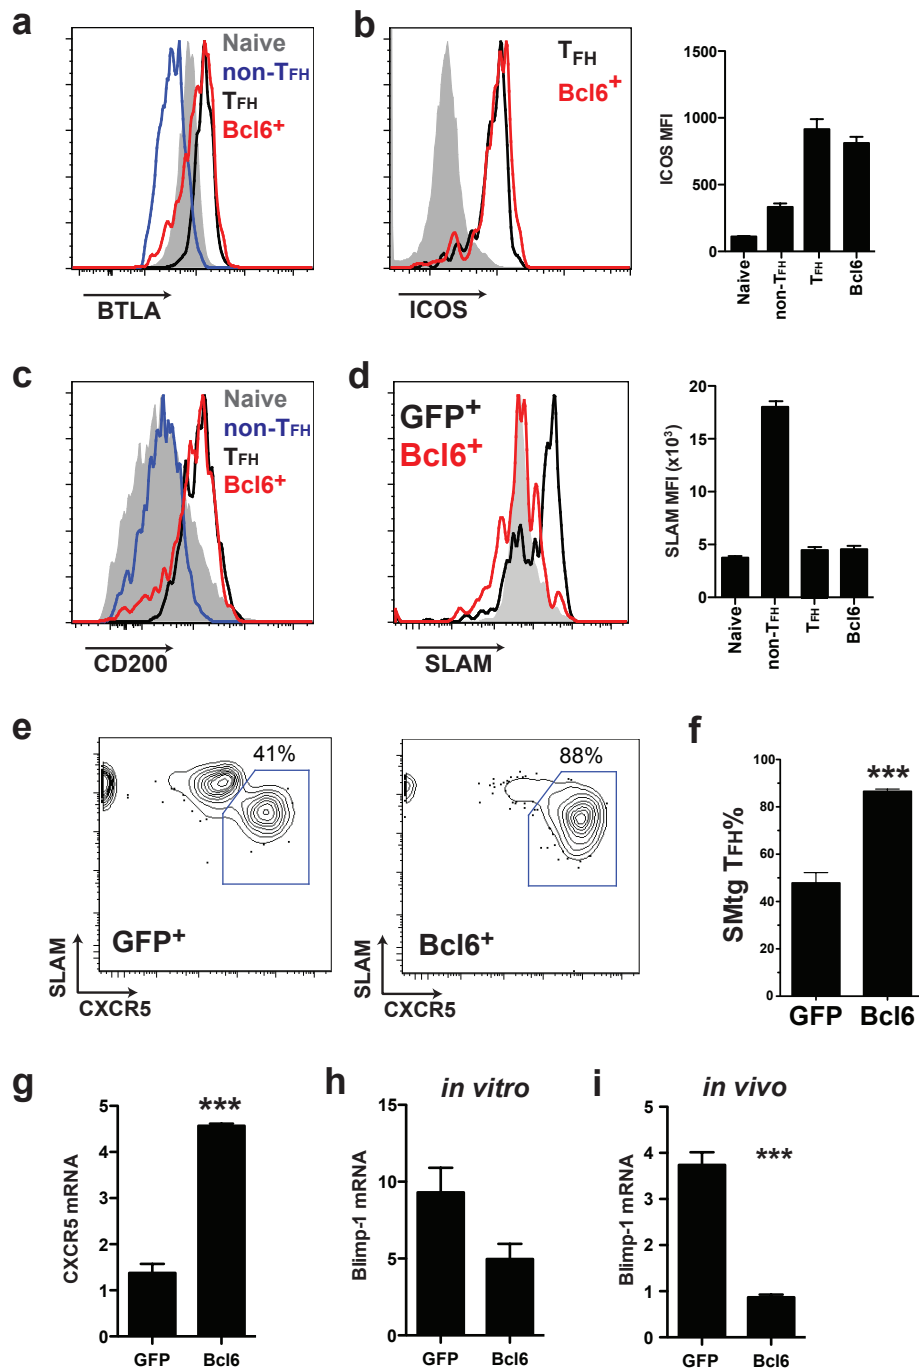 a
Naive
non-TFH
TFH
Bcl6+
BTLA
b
TFH
Bcl6+
ICOS
1500
1000
500
0
ICOS MFI
Naive
non-TFH
TFH
Bcl6
c
Naive
non-TFH
TFH
Bcl6+
CD200
d
GFP+
Bcl6+
SLAM
20
15
10
5
0
SLAM MFI (x10³)
Naive
non-TFH
TFH
Bcl6
e
41%
GFP+
SLAM
CXCR5
88%
Bcl6+
SLAM
CXCR5
f
100
80
60
40
20
0
SMtg TFH%
***
GFP
Bcl6
g
5
4
3
2
1
0
CXCR5 mRNA
***
GFP
Bcl6
h
in vitro
15
10
5
0
Blimp-1 mRNA
GFP
Bcl6
i
in vivo
5
4
3
2
1
0
Blimp-1 mRNA
***
GFP
Bcl6